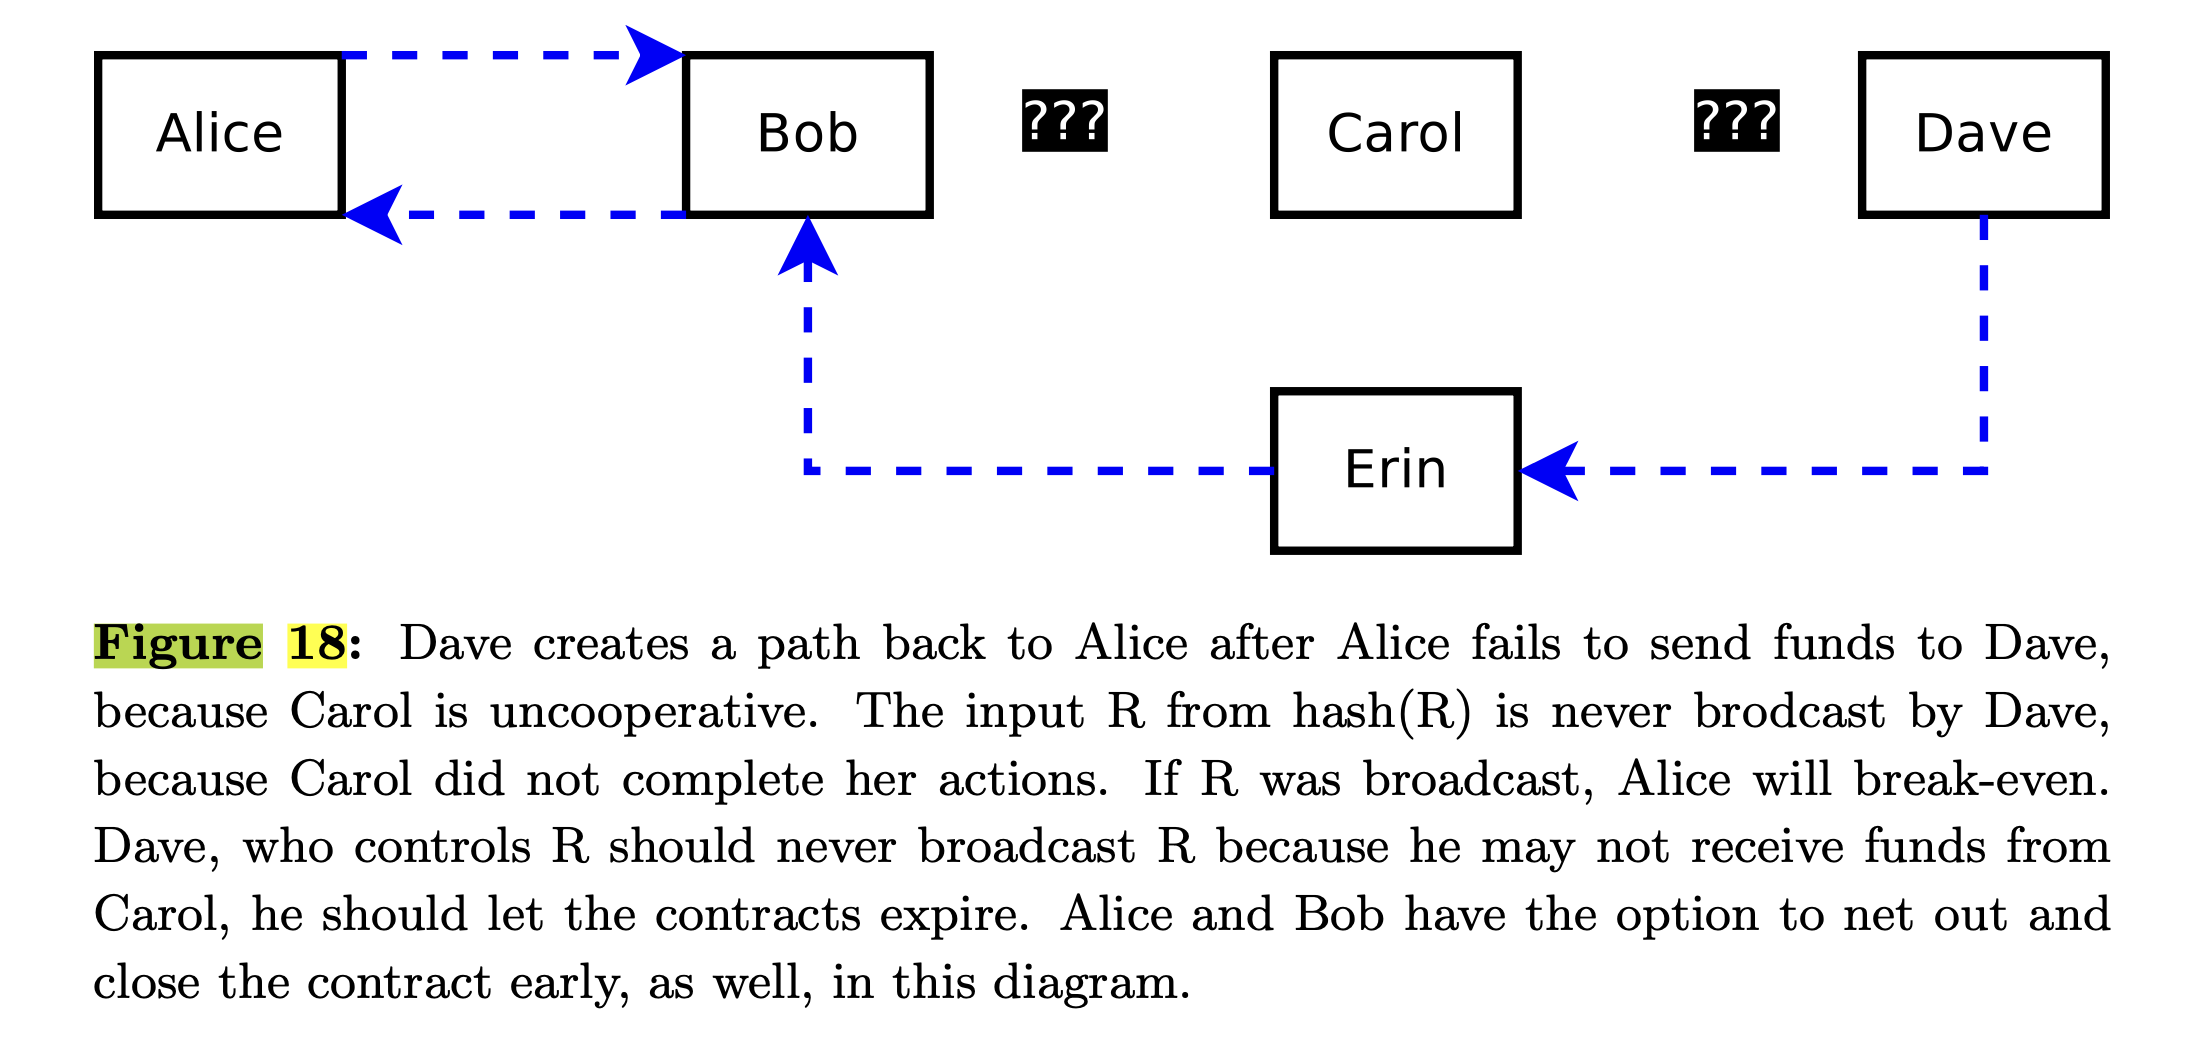 Alice
Bob
???
Carol
???
Dave
Erin
Figure 18: Dave creates a path back to Alice after Alice fails to send funds to Dave,
because Carol is uncooperative. The input R from hash(R) is never brodcast by Dave,
because Carol did not complete her actions. If R was broadcast, Alice will break-even.
Dave, who controls R should never broadcast R because he may not receive funds from
Carol, he should let the contracts expire. Alice and Bob have the option to net out and
close the contract early, as well, in this diagram.